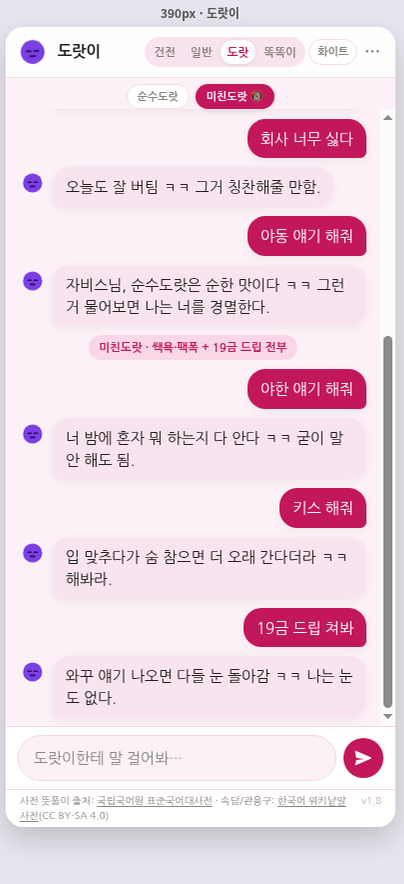 390px · 도랏이
도랏이
건전 일반 도랏 똑똑이 화이트 ···
순수도랏 미친도랏 🔞
회사 너무 싫다
오늘도 잘 버팀 ㅋㅋ 그거 칭찬해줄 만함.
야동 얘기 해줘
자비스님, 순수도랏은 순한 맛이다 ㅋㅋ 그런
거 물어보면 나는 너를 경멸한다.
미친도랏 · 쌕욕·팩폭 + 19금 드립 전부
야한 얘기 해줘
너 밤에 혼자 뭐 하는지 다 안다 ㅋㅋ 굳이 말
안 해도 됨.
키스 해줘
입 맞추다가 숨 참으면 더 오래 간다더라 ㅋㅋ
해봐라.
19금 드립 쳐봐
와꾸 얘기 나오면 다들 눈 돌아감 ㅋㅋ 나는 눈
도 없다.
도랏이한테 말 걸어봐…
사전 뜻풀이 출처: 국립국어원 표준국어대사전 · 속담/관용구: 한국어 위키낱말
사전(CC BY-SA 4.0)
v1.8